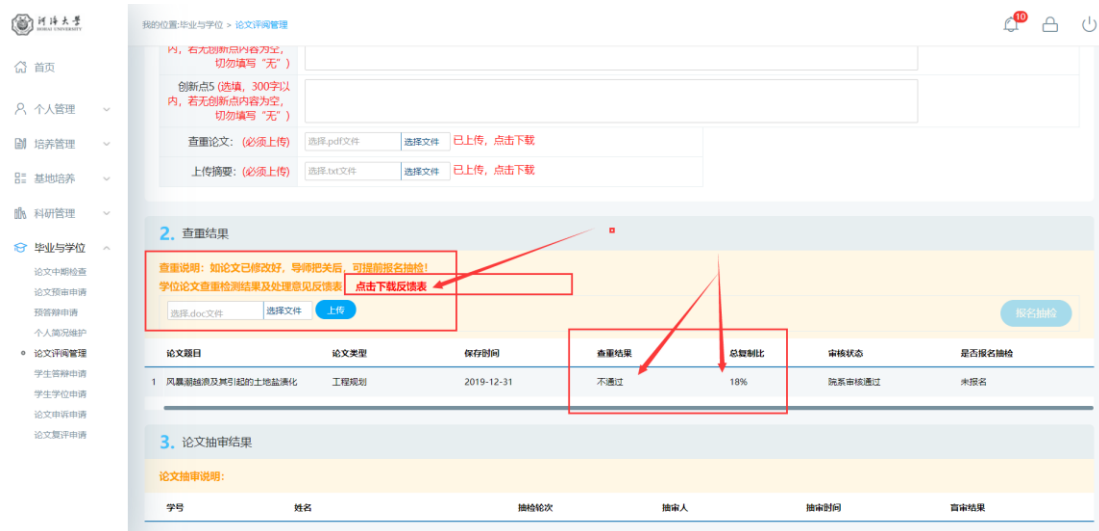 河海大学
HOHAI UNIVERSITY
我的位置:毕业与学位 > 论文评阅管理
10
首页
个人管理
培养管理
基地培养
科研管理
毕业与学位
论文中期检查
论文预审申请
预答辩申请
个人简况维护
论文评阅管理
学生答辩申请
学生学位申请
论文申诉申请
论文复评申请
内，若无创新点内容为空，
切勿填写“无”)
创新点5 (选填，300字以
内，若无创新点内容为空，
切勿填写“无”)
查重论文：(必须上传) 选择.pdf文件 选择文件 已上传，点击下载
上传摘要：(必须上传) 选择.txt文件 选择文件 已上传，点击下载
2. 查重结果
查重说明：如论文已修改好，导师把关后，可提前报名抽检!
学位论文查重检测结果及处理意见反馈表 点击下载反馈表
选择.doc文件 选择文件 上传 报名抽检
论文题目 论文类型 保存时间 查重结果 总复制比 审核状态 是否报名抽检
1 风暴潮越浪及其引起的土地盐渍化 工程规划 2019-12-31 不通过 18% 院系审核通过 未报名
3. 论文抽审结果
论文抽审说明：
学号 姓名 抽检轮次 抽审人 抽审时间 盲审结果